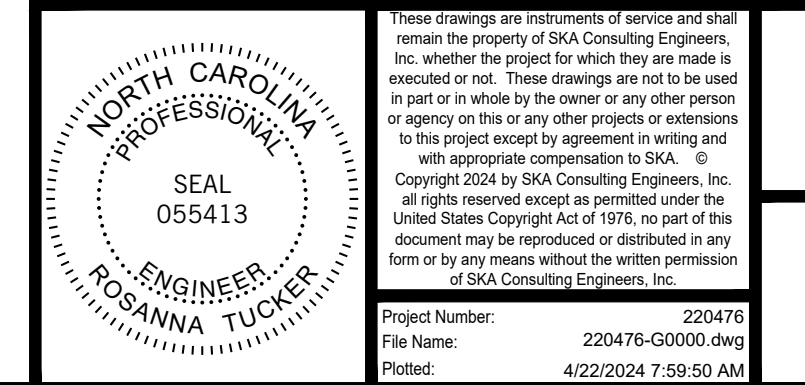 NORTH CAROLINA
PROFESSIONAL
SEAL
055413
ENGINEER
ROSANNA TUCKER
These drawings are instruments of service and shall
remain the property of SKA Consulting Engineers,
Inc. whether the project for which they are made is
executed or not. These drawings are not to be used
in part or in whole by the owner or any other person
or agency on this or any other projects or extensions
to this project except by agreement in writing and
with appropriate compensation to SKA. ©
Copyright 2024 by SKA Consulting Engineers, Inc.
all rights reserved except as permitted under the
United States Copyright Act of 1976, no part of this
document may be reproduced or distributed in any
form or by any means without the written permission
of SKA Consulting Engineers, Inc.
Project Number: 220476
File Name: 220476-G0000.dwg
Plotted: 4/22/2024 7:59:50 AM